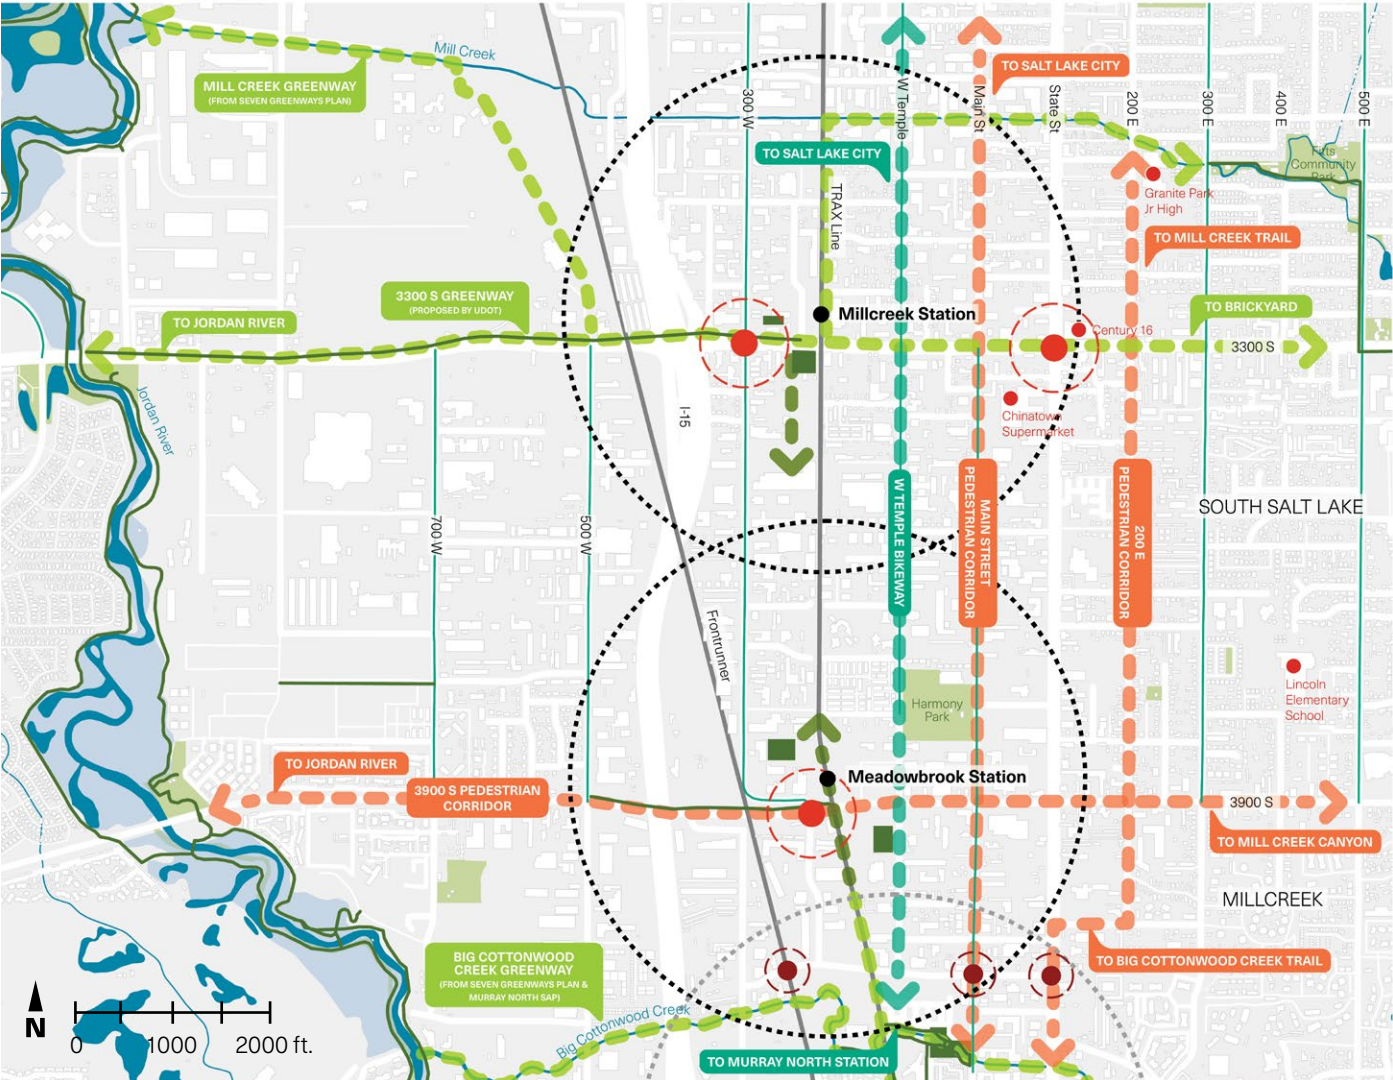 Mill Creek
MILL CREEK GREENWAY
(FROM SEVEN GREENWAYS PLAN)
TO SALT LAKE CITY
300 W
W Temple
Main St
State St
200 E
300 E
400 E
500 E
TO SALT LAKE CITY
Fitts
Community
Park
Granite Park
Jr High
TRAX Line
TO MILL CREEK TRAIL
3300 S GREENWAY
(PROPOSED BY UDOT)
TO JORDAN RIVER
Millcreek Station
TO BRICKYARD
Century 16
3300 S
Jordan River
I-15
Chinatown
Supermarket
700 W
500 W
W TEMPLE BIKEWAY
MAIN STREET
PEDESTRIAN CORRIDOR
200 E
PEDESTRIAN CORRIDOR
SOUTH SALT LAKE
Frontrunner
Harmony
Park
Lincoln
Elementary
School
TO JORDAN RIVER
3900 S PEDESTRIAN
CORRIDOR
Meadowbrook Station
3900 S
TO MILL CREEK CANYON
MILLCREEK
BIG COTTONWOOD
CREEK GREENWAY
(FROM SEVEN GREENWAYS PLAN &
MURRAY NORTH SAP)
TO BIG COTTONWOOD CREEK TRAIL
Big Cottonwood Creek
TO MURRAY NORTH STATION
N
0 1000 2000 ft.